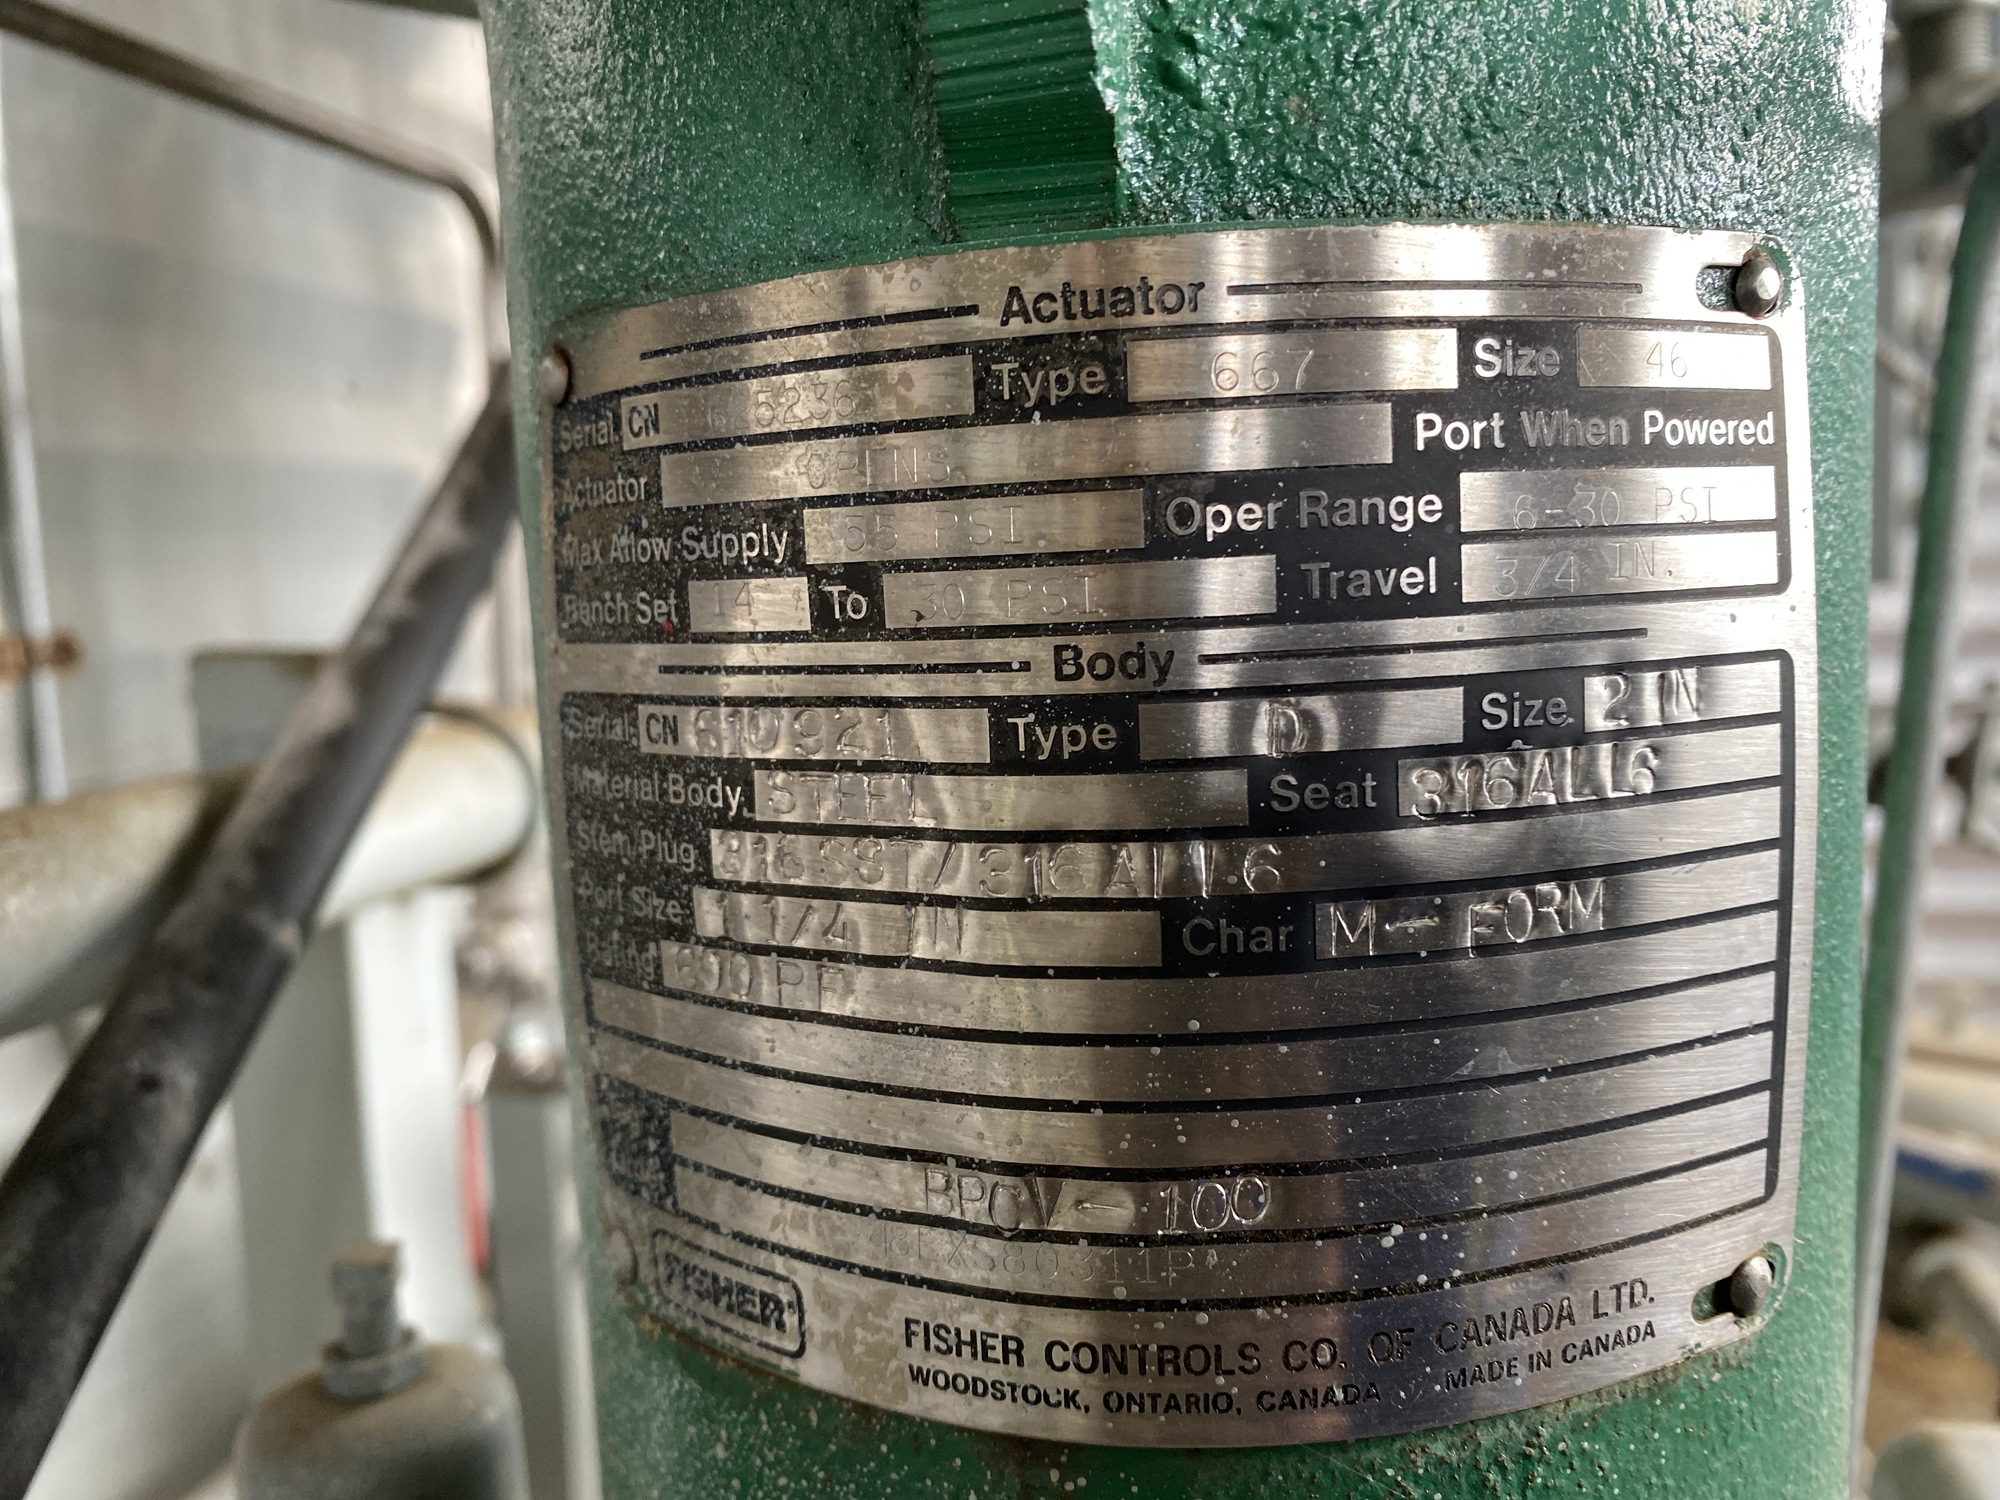 Actuator
Serial. CN 5236 Type 667 Size 46
Actuator OPENS Port When Powered
Max Allow Supply 55 PSI. Oper Range 6-30 PSI
Bench Set 14 To 30 PSI Travel 3/4 IN.
Body
Serial. CN 610921 Type D Size. 2 IN
Material Body. STEEL Seat 316ALL6
Stem/Plug 316SST/316ALL6
Port Size. 1 1/4 IN Char M-FORM
Rating 600
BPCV-100
FISHER
FISHER CONTROLS CO. OF CANADA LTD.
WOODSTOCK, ONTARIO, CANADA MADE IN CANADA